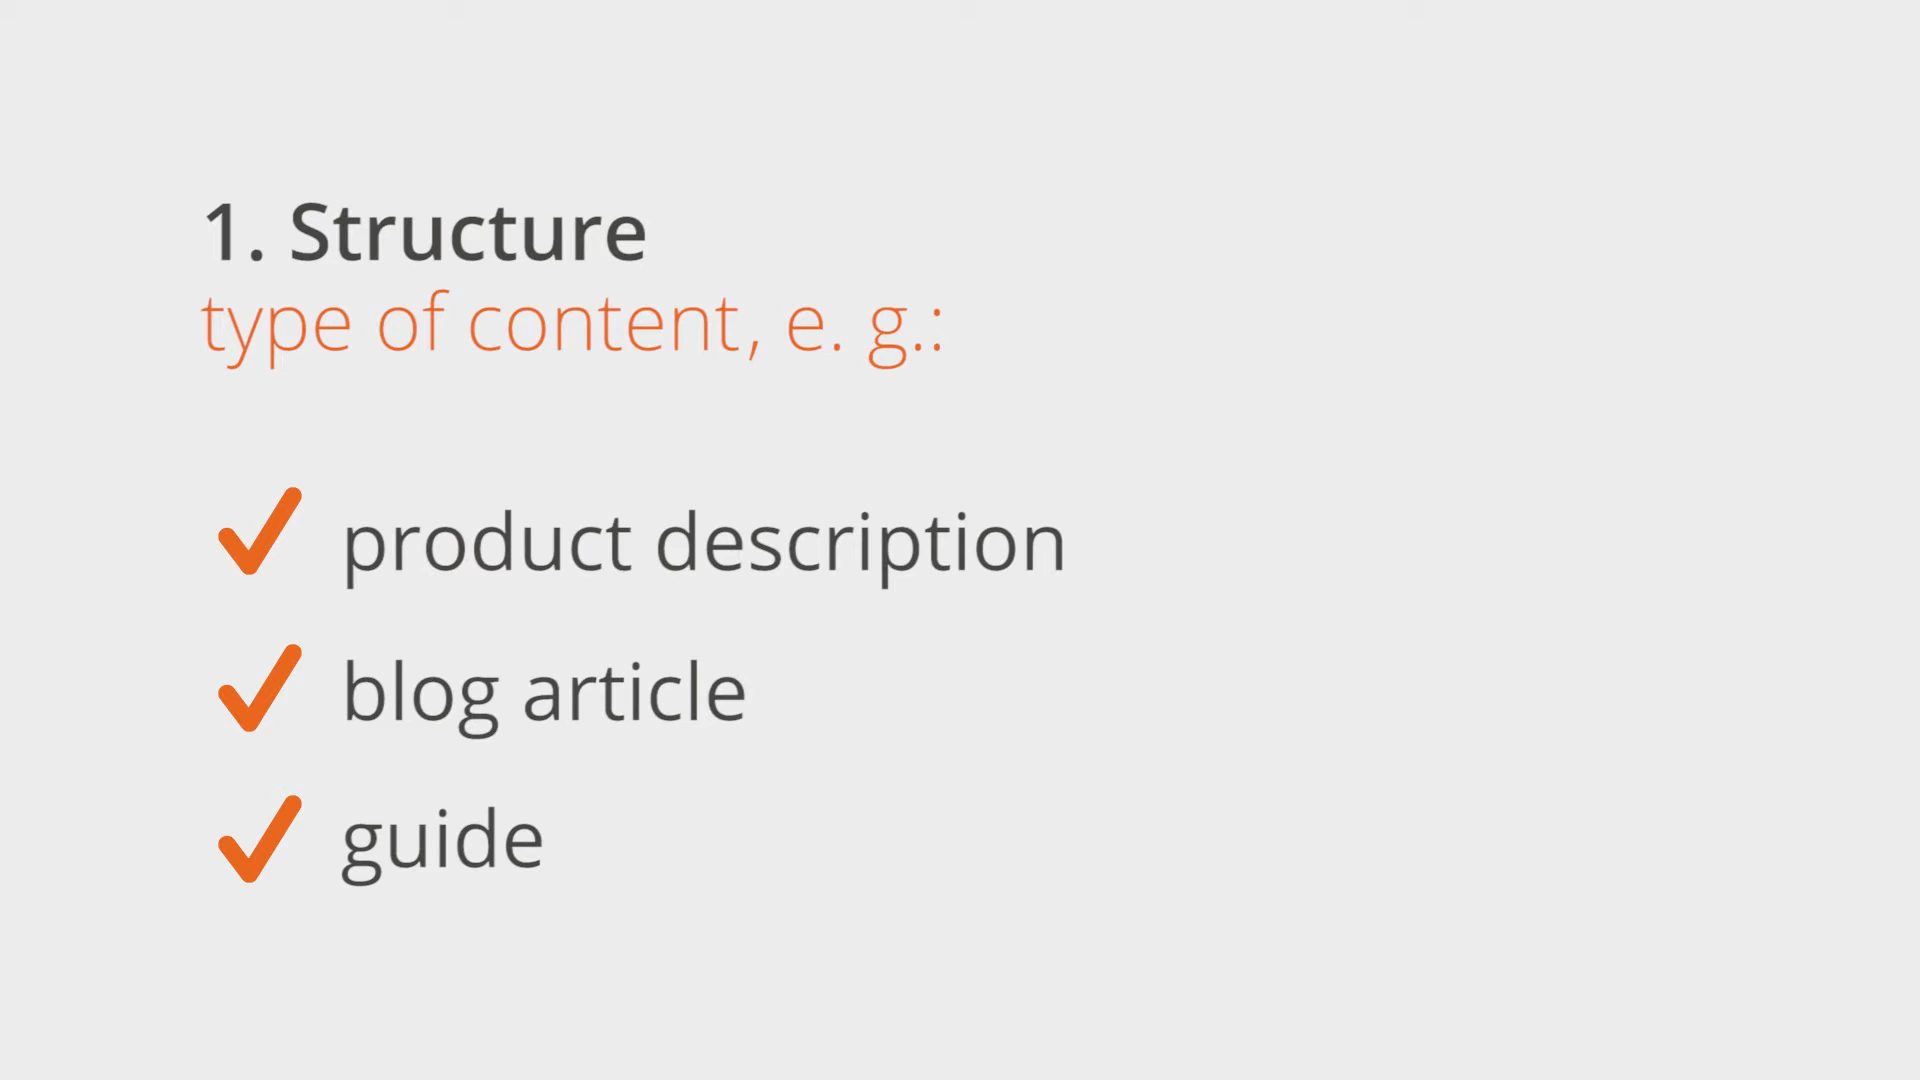 1. Structure
type of content, e. g.:
product description
blog article
guide